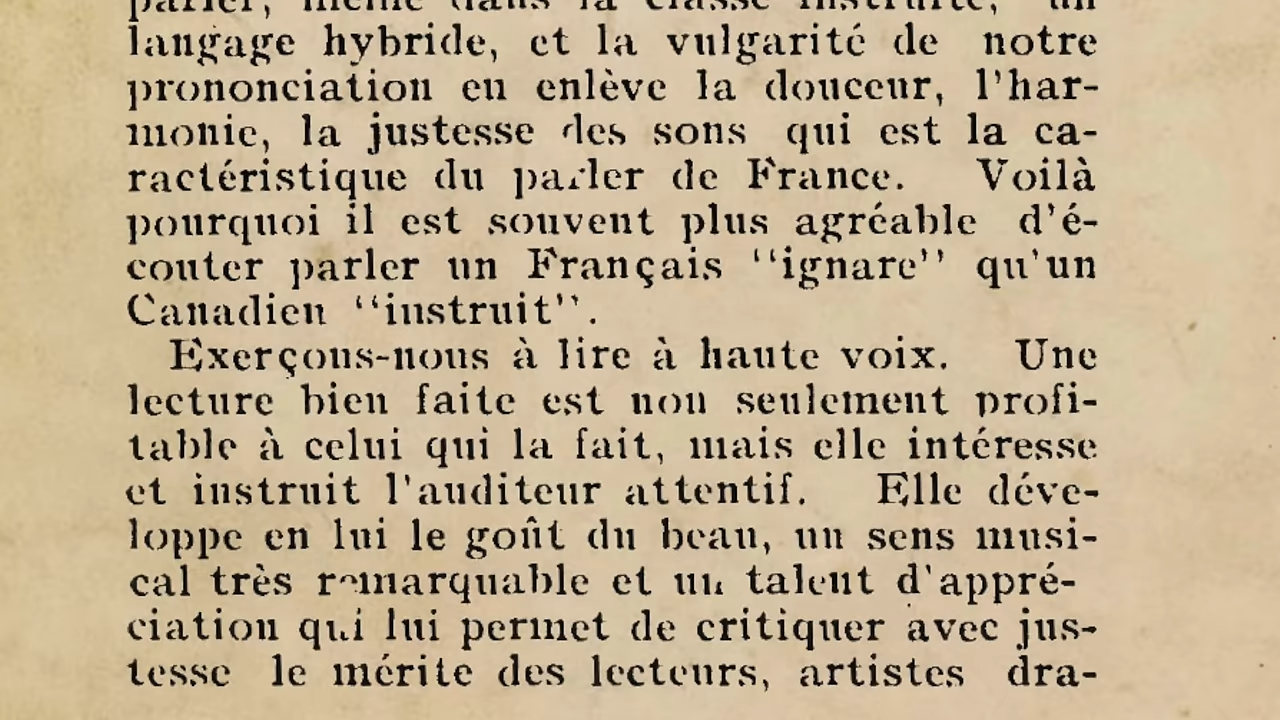 parler, même dans la classe instruite, un
langage hybride, et la vulgarité de notre
prononciation en enlève la douceur, l'har-
monie, la justesse des sons qui est la ca-
ractéristique du parler de France. Voilà
pourquoi il est souvent plus agréable d'é-
couter parler un Français "ignare" qu'un
Canadien "instruit".
Exerçons-nous à lire à haute voix. Une
lecture bien faite est non seulement profi-
table à celui qui la fait, mais elle intéresse
et instruit l'auditeur attentif. Elle déve-
loppe en lui le goût du beau, un sens musi-
cal très remarquable et un talent d'appré-
ciation qui lui permet de critiquer avec jus-
tesse le mérite des lecteurs, artistes dra-